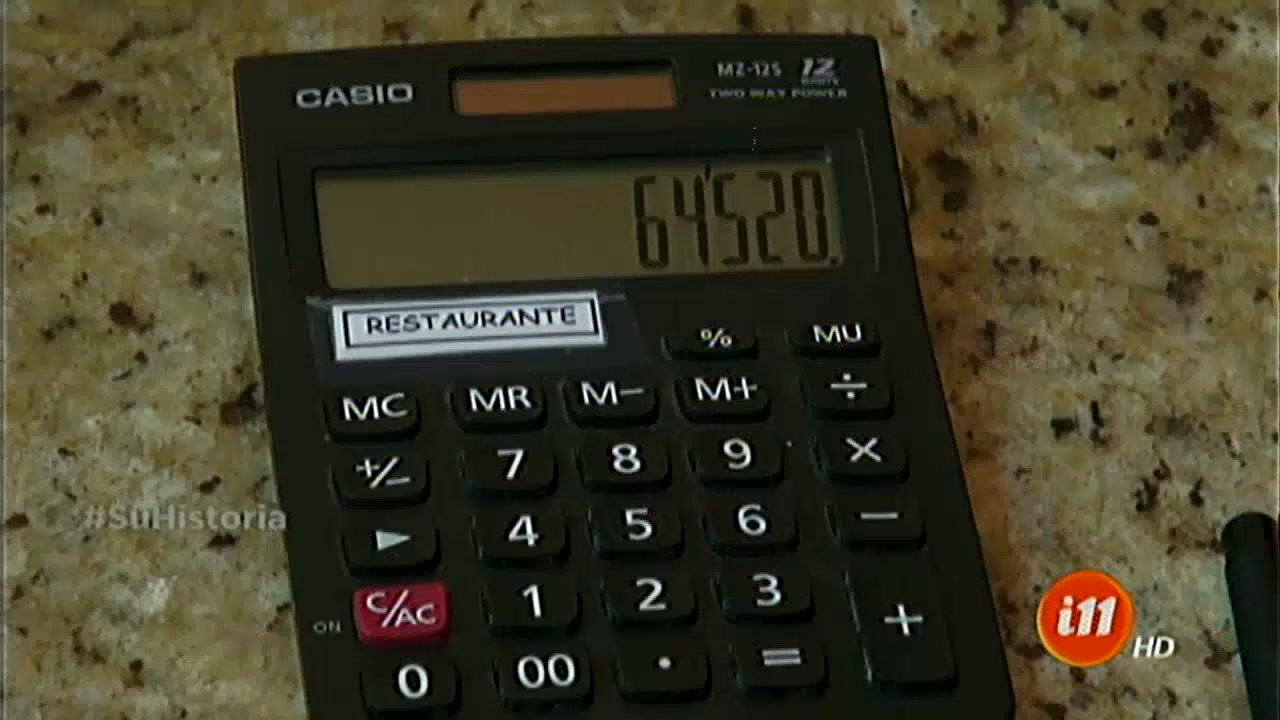 CASIO
MZ-12S 12
DIGITS
TWO WAY POWER
64'520.
RESTAURANTE
% MU
MC MR M− M+ ÷
+/− 7 8 9 ×
▶ 4 5 6 −
#SuHistoria
C/AC 1 2 3 +
ON
0 00 . =
i11 HD